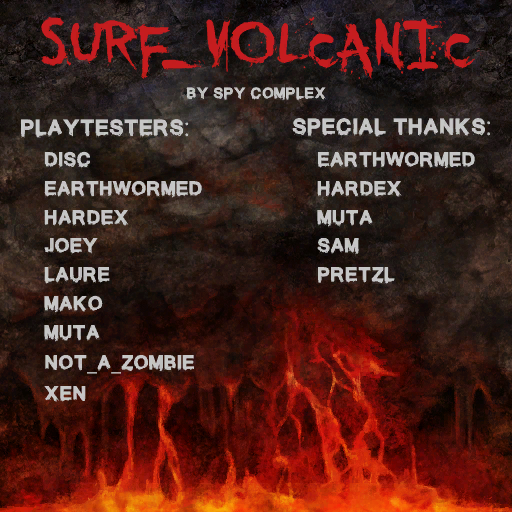 SURF_VOLCANIC
BY SPY COMPLEX
PLAYTESTERS:
DISC
EARTHWORMED
HARDEX
JOEY
LAURE
MAKO
MUTA
NOT_A_ZOMBIE
XEN
SPECIAL THANKS:
EARTHWORMED
HARDEX
MUTA
SAM
PRETZL